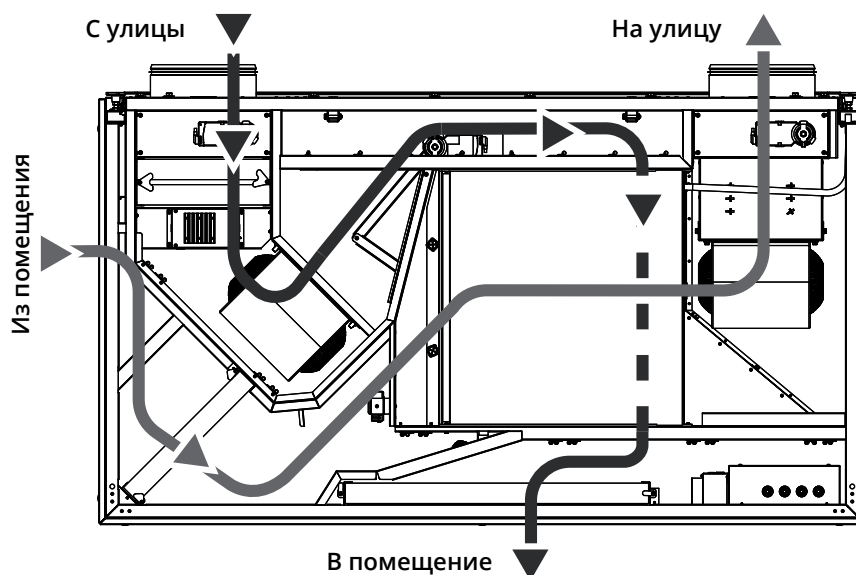 С улицы
На улицу
Из помещения
В помещение